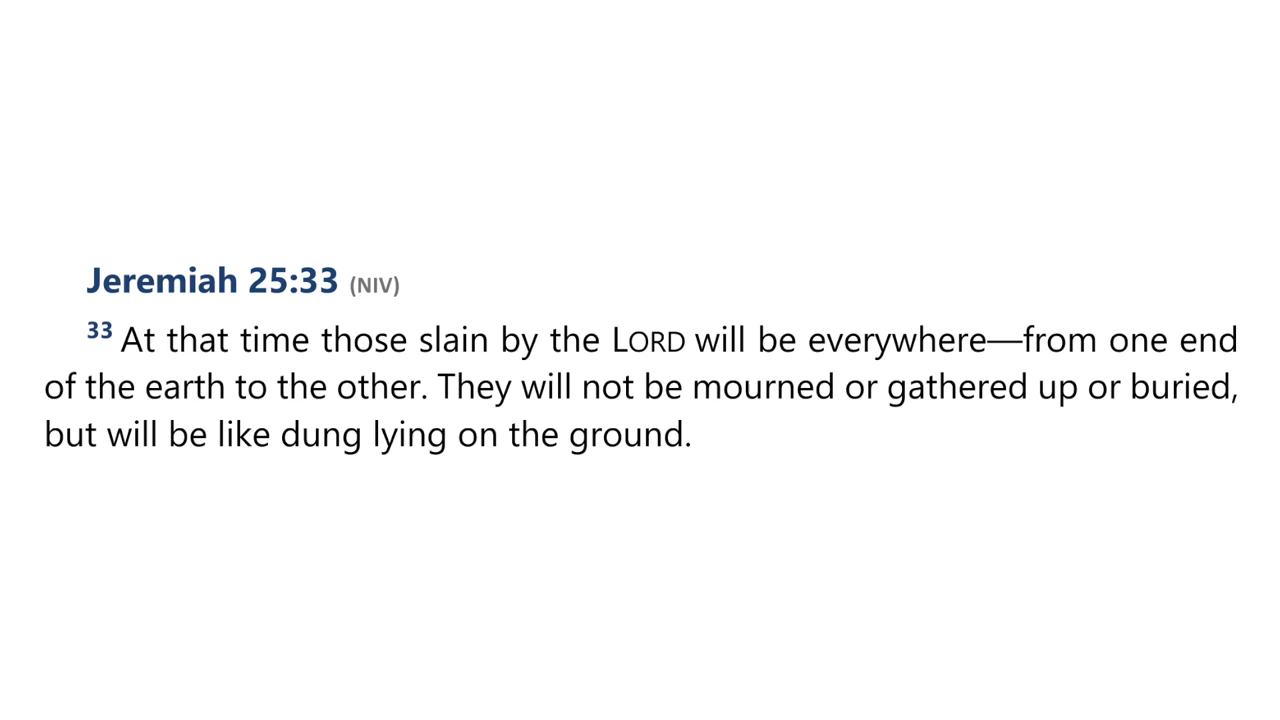 Jeremiah 25:33 (NIV)
33 At that time those slain by the LORD will be everywhere—from one end
of the earth to the other. They will not be mourned or gathered up or buried,
but will be like dung lying on the ground.